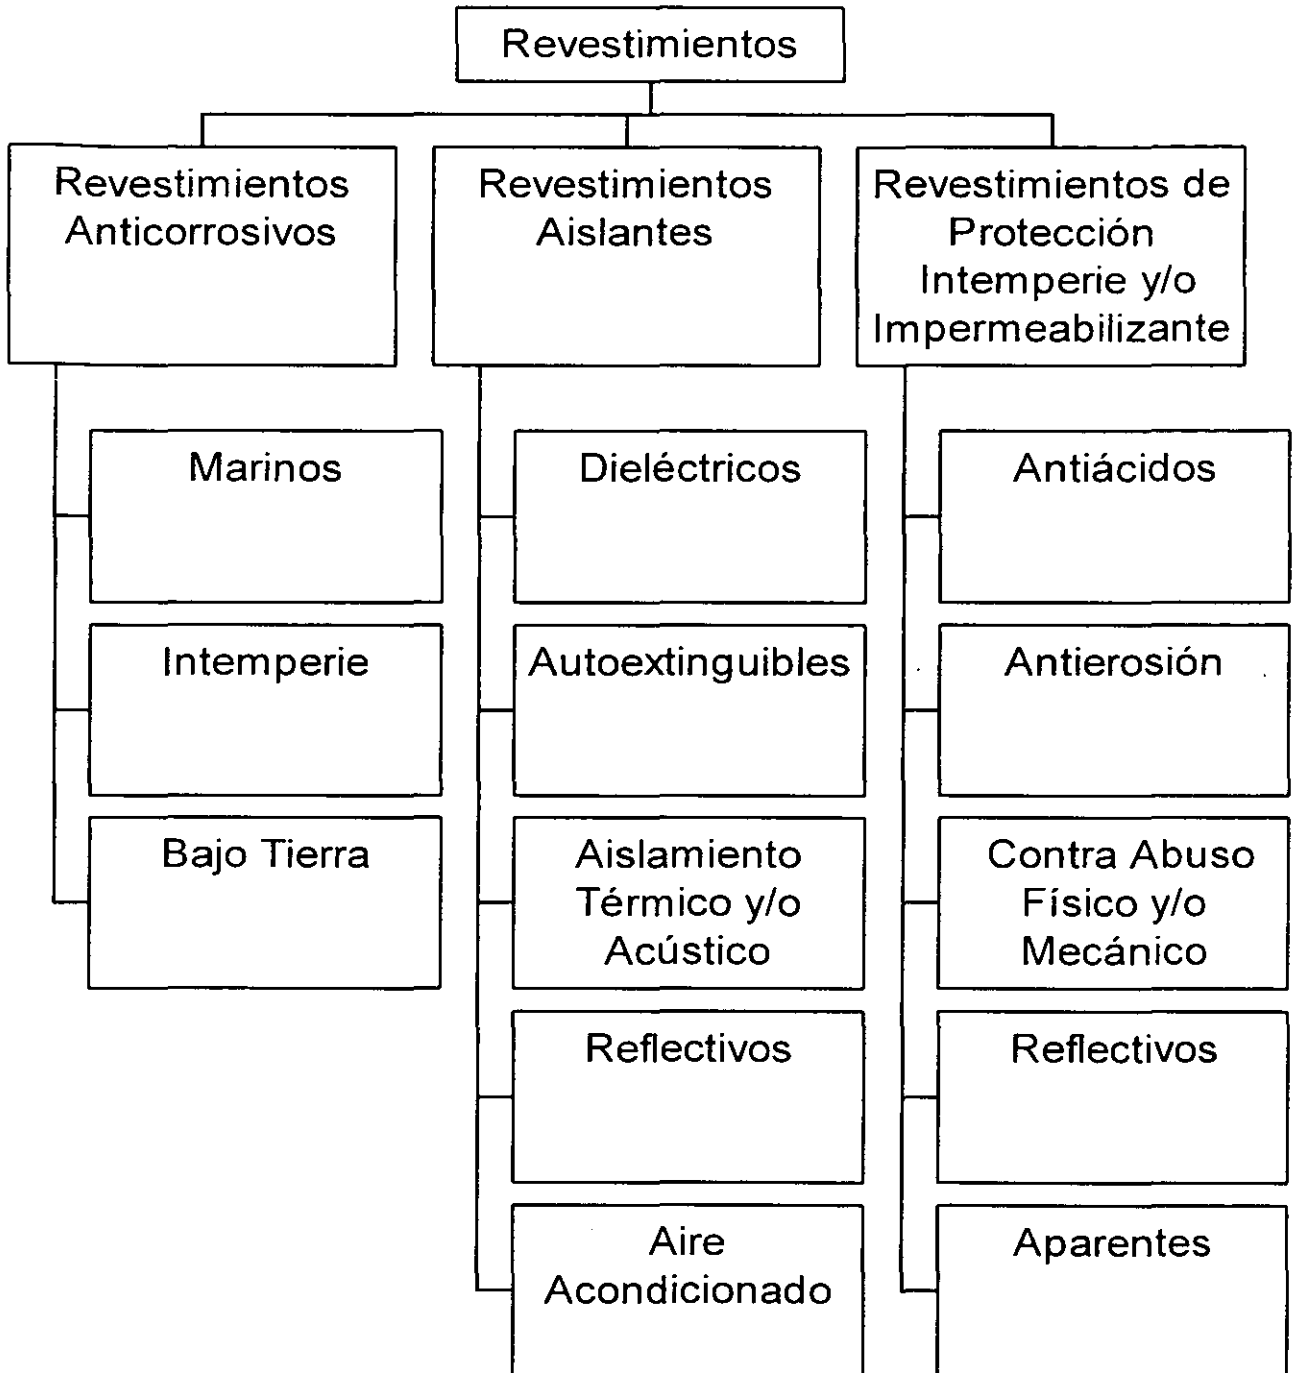 Revestimientos
Revestimientos
Anticorrosivos
Revestimientos
Aislantes
Revestimientos de
Protección
Intemperie y/o
Impermeabilizante
Marinos
Intemperie
Bajo Tierra
Dieléctricos
Autoextinguibles
Aislamiento
Térmico y/o
Acústico
Reflectivos
Aire
Acondicionado
Antiácidos
Antierosión
Contra Abuso
Físico y/o
Mecánico
Reflectivos
Aparentes